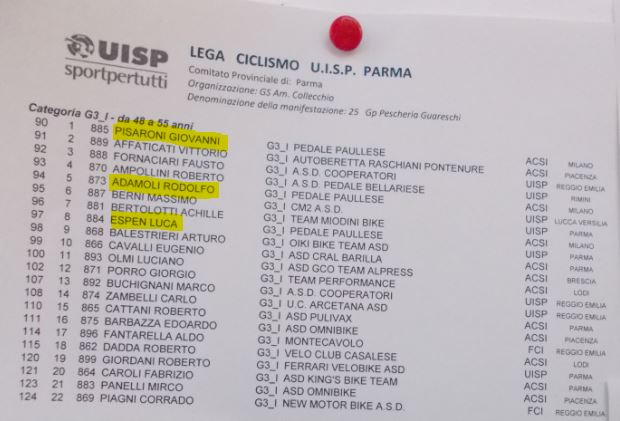 UISP
sportpertutti
LEGA CICLISMO U.I.S.P. PARMA
Comitato Provinciale di: Parma
Organizzazione: GS Am. Collecchio
Denominazione della manifestazione: 25 Gp Pescheria Guareschi
Categoria G3_I - da 48 a 55 anni
90 1 885 PISARONI GIOVANNI G3_I PEDALE PAULLESE ACSI MILANO
91 2 889 AFFATICATI VITTORIO G3_I AUTOBERETTA RASCHIANI PONTENURE ACSI PIACENZA
92 3 888 FORNACIARI FAUSTO G3_I A.S.D. COOPERATORI UISP REGGIO EMILIA
93 4 870 AMPOLLINI ROBERTO G3_I A.S.D. PEDALE BELLARIESE UISP RIMINI
94 5 873 ADAMOLI RODOLFO G3_I PEDALE PAULLESE ACSI MILANO
95 6 887 BERNI MASSIMO G3_I CM2 A.S.D. UISP LUCCA VERSILIA
96 7 881 BERTOLOTTI ACHILLE G3_I TEAM MODINI BIKE UISP PARMA
97 8 884 ESPEN LUCA G3_I PEDALE PAULLESE ACSI MILANO
98 9 868 BALESTRIERI ARTURO G3_I OIKI BIKE TEAM ASD ACSI PIACENZA
99 10 866 CAVALLI EUGENIO G3_I ASD CRAL BARILLA UISP PARMA
100 11 893 OLMI LUCIANO G3_I ASD GCO TEAM ALPRESS ACSI BRESCIA
102 12 871 PORRO GIORGIO G3_I TEAM PERFORMANCE ACSI LODI
107 13 892 BUCHIGNANI MARCO G3_I A.S.D. COOPERATORI UISP REGGIO EMILIA
108 14 874 ZAMBELLI CARLO G3_I U.C. ARCETANA ASD UISP REGGIO EMILIA
110 15 865 CATTANI ROBERTO G3_I ASD PULIVAX ACSI PARMA
111 16 875 BARBAZZA EDOARDO G3_I ASD OMNIBIKE ACSI PIACENZA
114 17 896 FANTARELLA ALDO G3_I MONTECAVOLO FCI REGGIO EMILIA
115 18 862 DADDA ROBERTO G3_I VELO CLUB CASALESE ACSI LODI
120 19 899 GIORDANI ROBERTO G3_I FERRARI VELOBIKE ASD UISP PARMA
121 20 864 CAROLI FABRIZIO G3_I ASD KING'S BIKE TEAM ACSI PARMA
123 21 883 PANELLI MIRCO G3_I ASD OMNIBIKE ACSI PARMA
124 22 869 PIAGNI CORRADO G3_I NEW MOTOR BIKE A.S.D. FCI REGGIO EMILIA